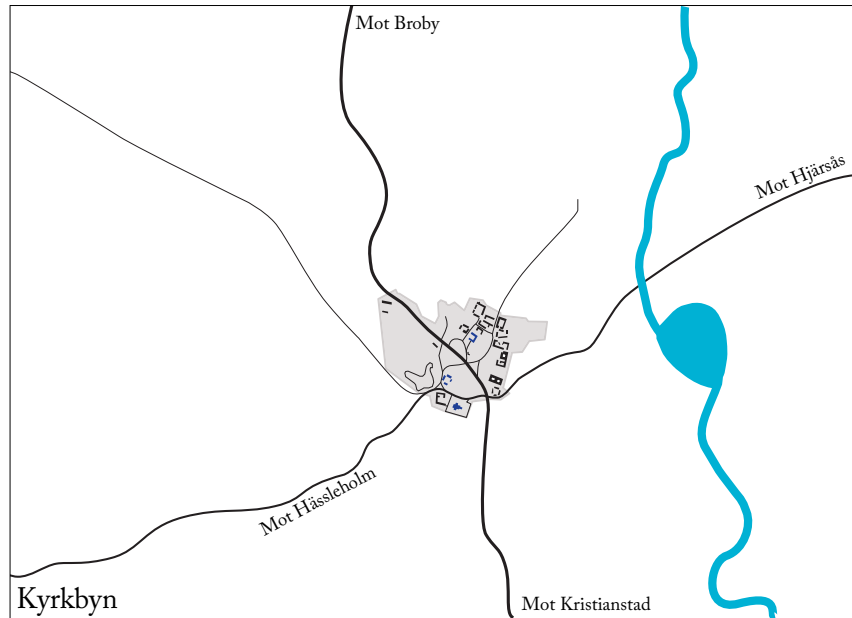 Mot Broby
Mot Hjärsås
Mot Hässleholm
Kyrkbyn
Mot Kristianstad